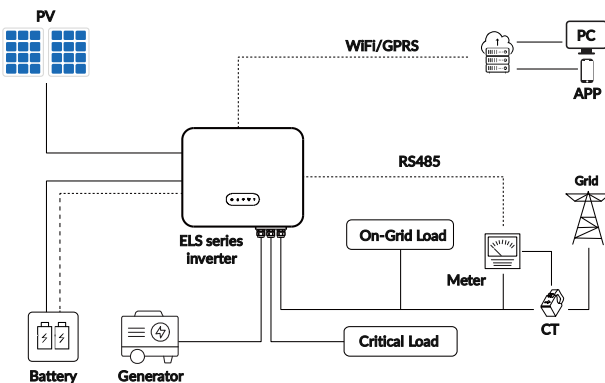 PV
WiFi/GPRS
PC
APP
RS485
Grid
On-Grid Load
ELS series
inverter
Meter
CT
Critical Load
Battery
Generator